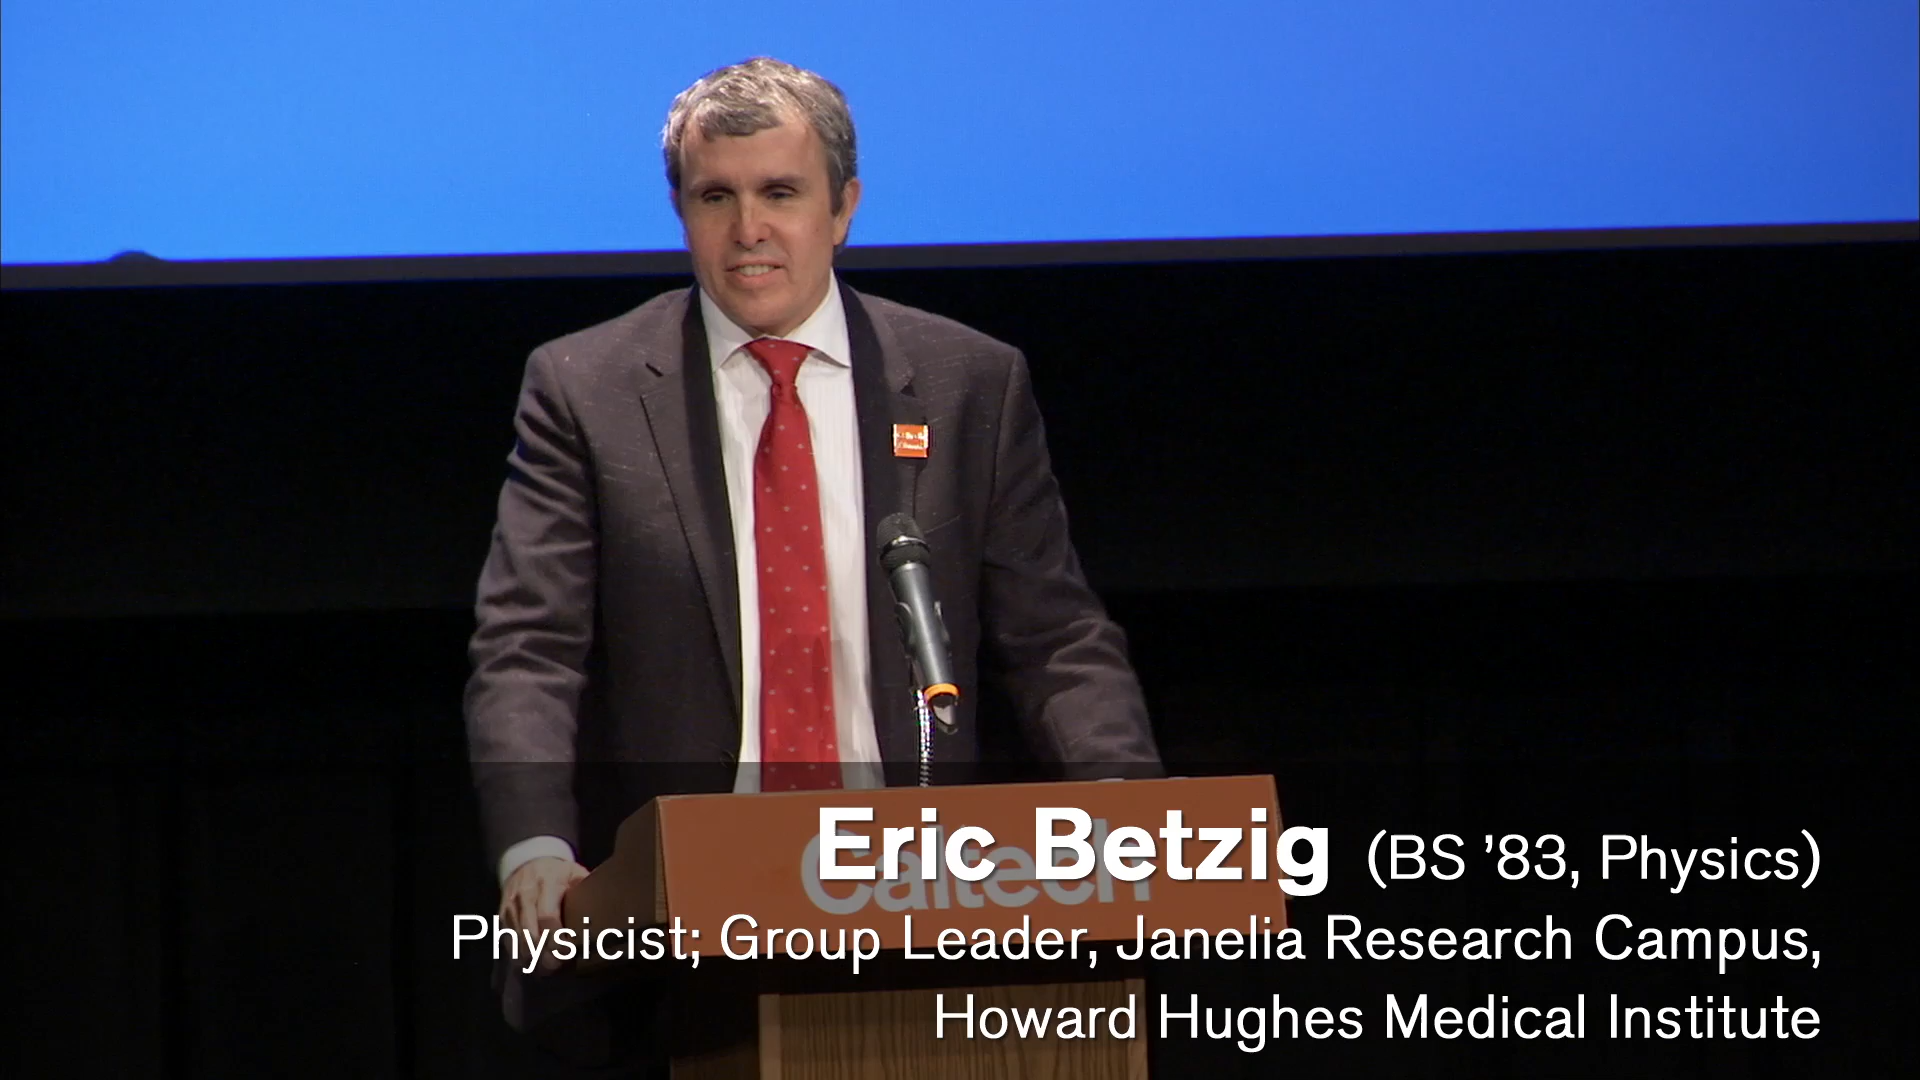 Eric Betzig (BS ’83, Physics)
Caltech
Physicist; Group Leader, Janelia Research Campus,
Howard Hughes Medical Institute